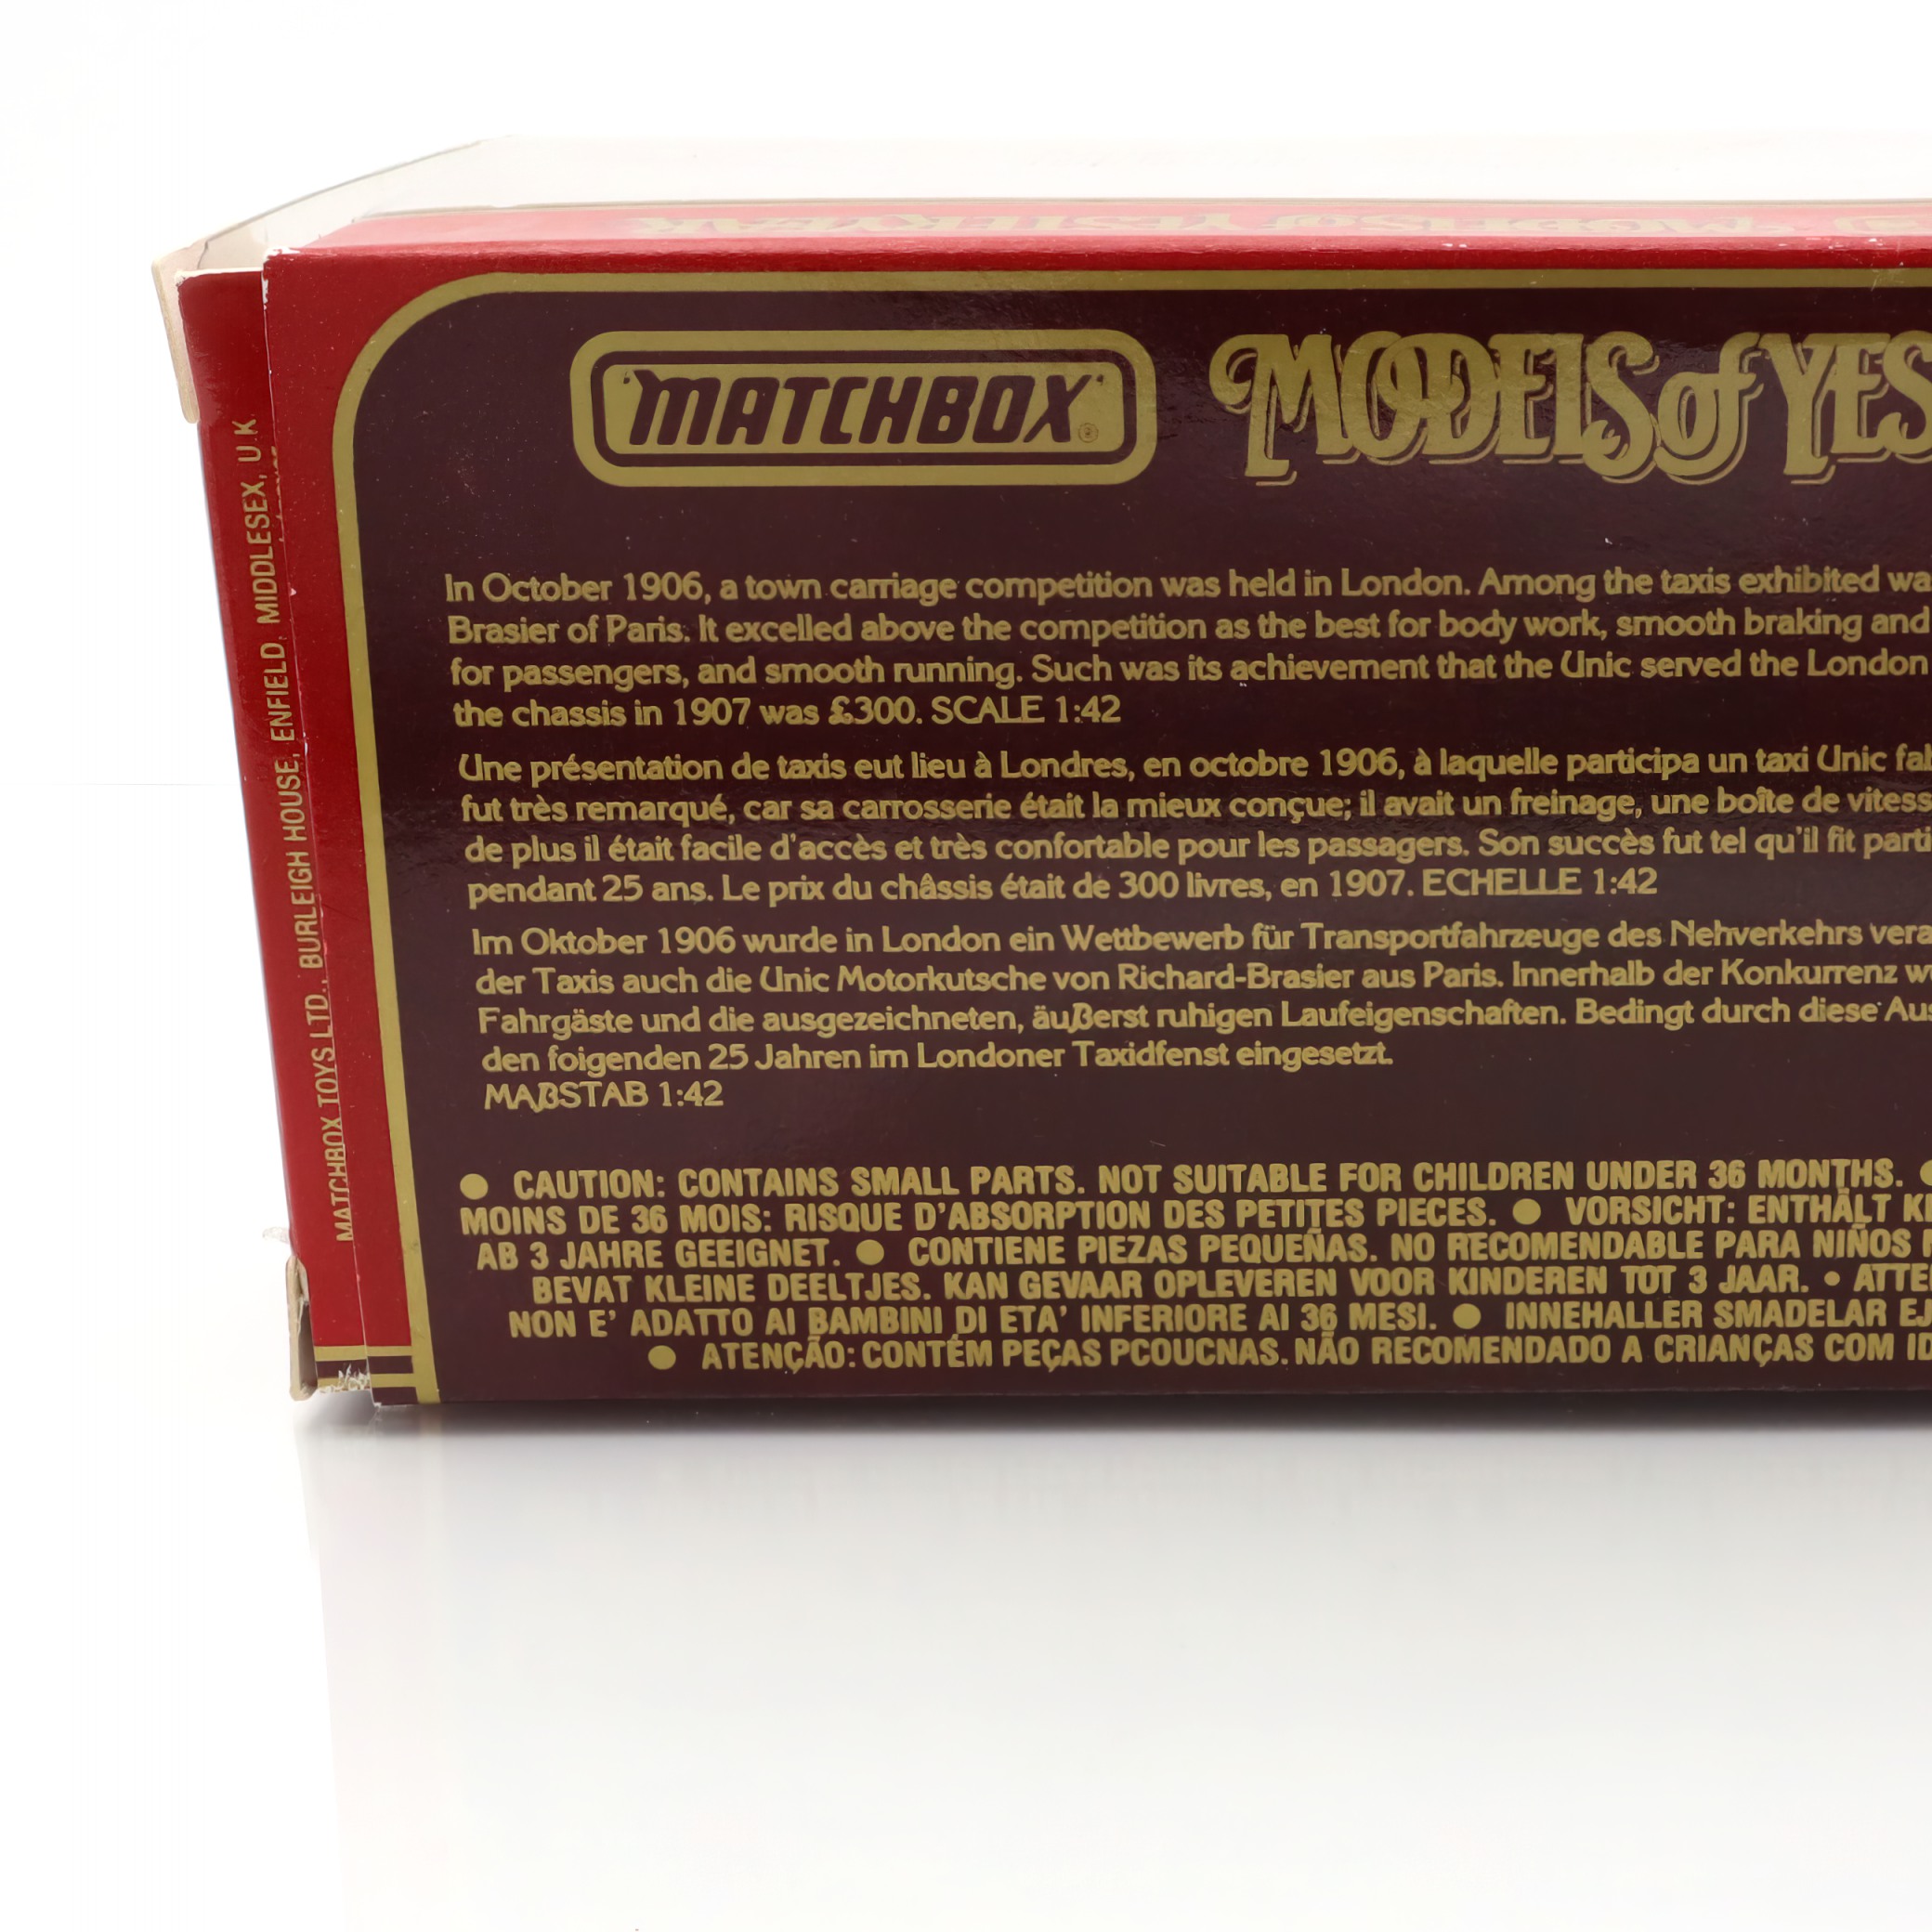 MODELS of YESTERYEAR
"MATCHBOX"
MODELS of YES
In October 1906, a town carriage competition was held in London. Among the taxis exhibited wa
Brasier of Paris. It excelled above the competition as the best for body work, smooth braking and
for passengers, and smooth running. Such was its achievement that the Unic served the London
the chassis in 1907 was £300. SCALE 1:42
Une présentation de taxis eut lieu à Londres, en octobre 1906, à laquelle participa un taxi Unic fab
fut très remarqué, car sa carrosserie était la mieux conçue; il avait un freinage, une boîte de vitess
de plus il était facile d'accès et très confortable pour les passagers. Son succès fut tel qu'il fit parti
pendant 25 ans. Le prix du châssis était de 300 livres, en 1907. ECHELLE 1:42
Im Oktober 1906 wurde in London ein Wettbewerb für Transportfahrzeuge des Nehverkehrs vera
der Taxis auch die Unic Motorkutsche von Richard-Brasier aus Paris. Innerhalb der Konkurrenz w
Fahrgäste und die ausgezeichneten, äußerst ruhigen Laufeigenschaften. Bedingt durch diese Aus
den foigenden 25 Jahren im Londoner Taxidfenst eingesetzt.
MAßSTAB 1:42
● CAUTION: CONTAINS SMALL PARTS. NOT SUITABLE FOR CHILDREN UNDER 36 MONTHS. ●
MOINS DE 36 MOIS: RISQUE D'ABSORPTION DES PETITES PIECES. ● VORSICHT: ENTHÄLT
AB 3 JAHRE GEEIGNET. ● CONTIENE PIEZAS PEQUEÑAS. NO RECOMENDABLE PARA NIÑOS
BEVAT KLEINE DEELTJES. KAN GEVAAR OPLEVEREN VOOR KINDEREN TOT 3 JAAR. • ATTE
NON E' ADATTO AI BAMBINI DI ETA' INFERIORE AI 36 MESI. ● INNEHALLER SMADELAR EJ
● ATENÇÃO: CONTÉM PEÇAS PCOUCNAS. NÃO RECOMENDADO A CRIANÇAS COM ID
MATCHBOX TOYS LTD., BURLEIGH HOUSE, ENFIELD, MIDDLESEX, U.K